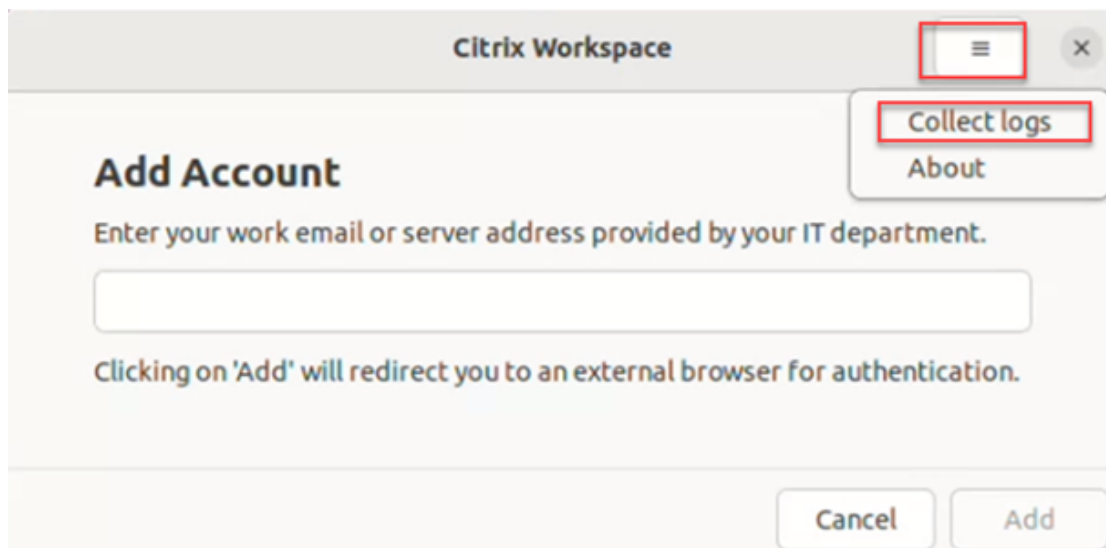 Citrix Workspace
Collect logs
About
Add Account
Enter your work email or server address provided by your IT department.
Clicking on 'Add' will redirect you to an external browser for authentication.
Cancel
Add